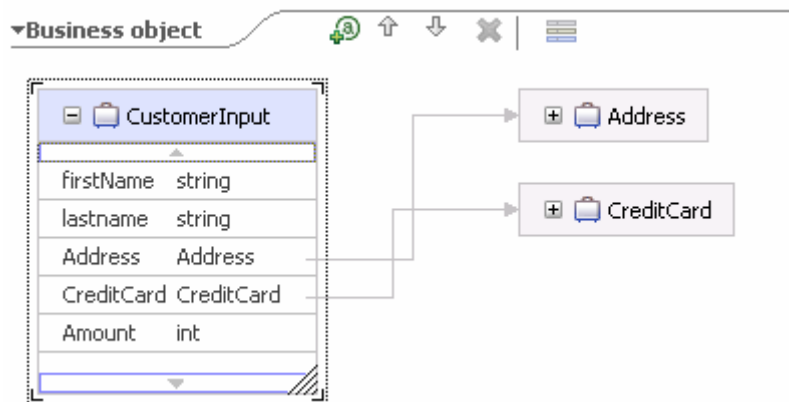 Business object
CustomerInput
firstName string
lastname string
Address Address
CreditCard CreditCard
Amount int
Address
CreditCard